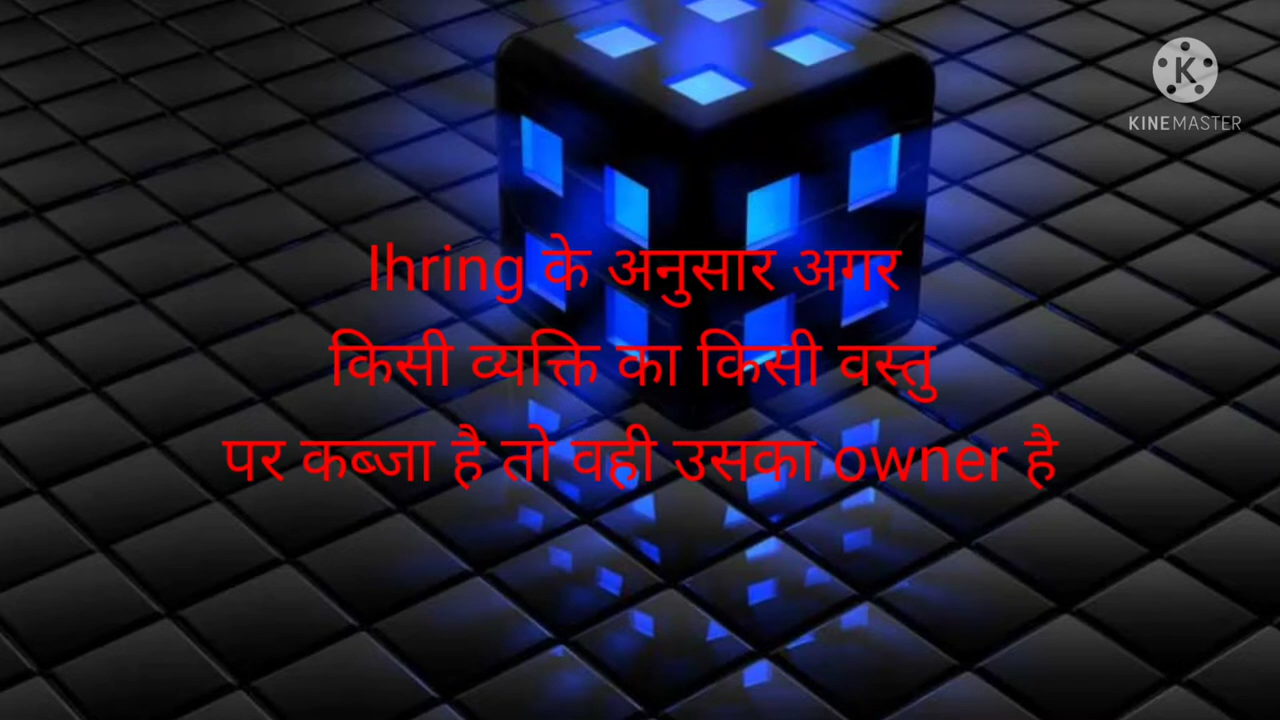 KINEMASTER
Ihring के अनुसार अगर
किसी व्यक्ति का किसी वस्तु
पर कब्जा है तो वही उसका owner है